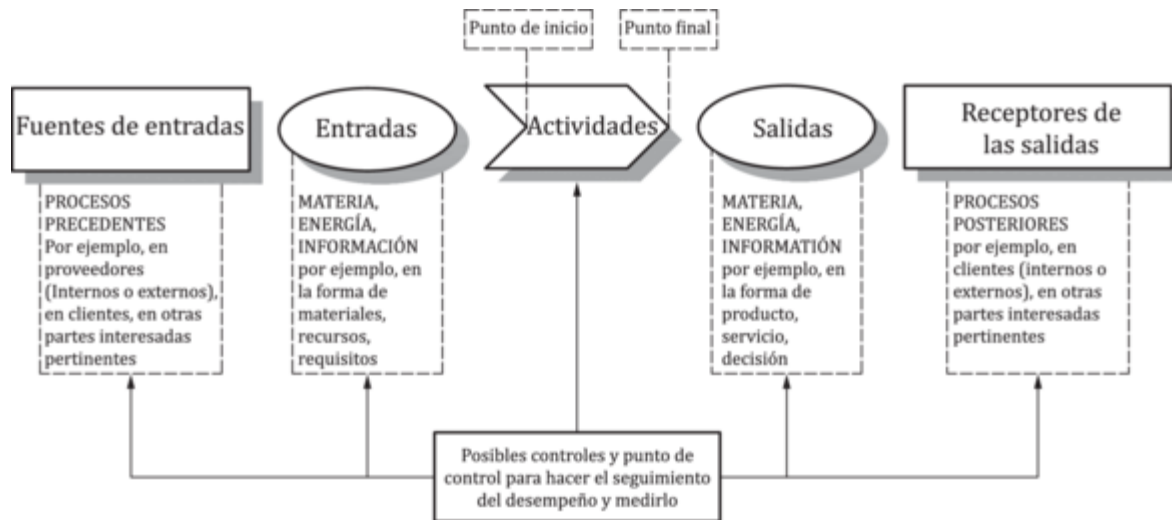 Punto de inicio
Punto final
Fuentes de entradas
Entradas
Actividades
Salidas
Receptores de
las salidas
PROCESOS
PRECEDENTES
Por ejemplo, en
proveedores
(Internos o externos),
en clientes, en otras
partes interesadas
pertinentes
MATERIA,
ENERGÍA,
INFORMACIÓN
por ejemplo, en
la forma de
materiales,
recursos,
requisitos
MATERIA,
ENERGÍA,
INFORMATIÓN
por ejemplo, en
la forma de
producto,
servicio,
decisión
PROCESOS
POSTERIORES
por ejemplo, en
clientes (internos o
externos), en otras
partes interesadas
pertinentes
Posibles controles y punto de
control para hacer el seguimiento
del desempeño y medirlo